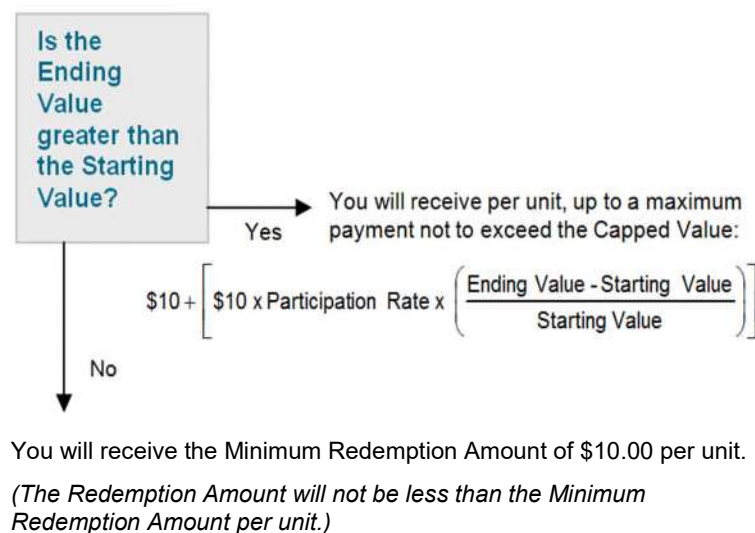 Is the
Ending
Value
greater than
the Starting
Value?
Yes
You will receive per unit, up to a maximum
payment not to exceed the Capped Value:
$10 + [ $10 x Participation Rate x ( Ending Value - Starting Value
Starting Value ) ]
No
You will receive the Minimum Redemption Amount of $10.00 per unit.
(The Redemption Amount will not be less than the Minimum
Redemption Amount per unit.)